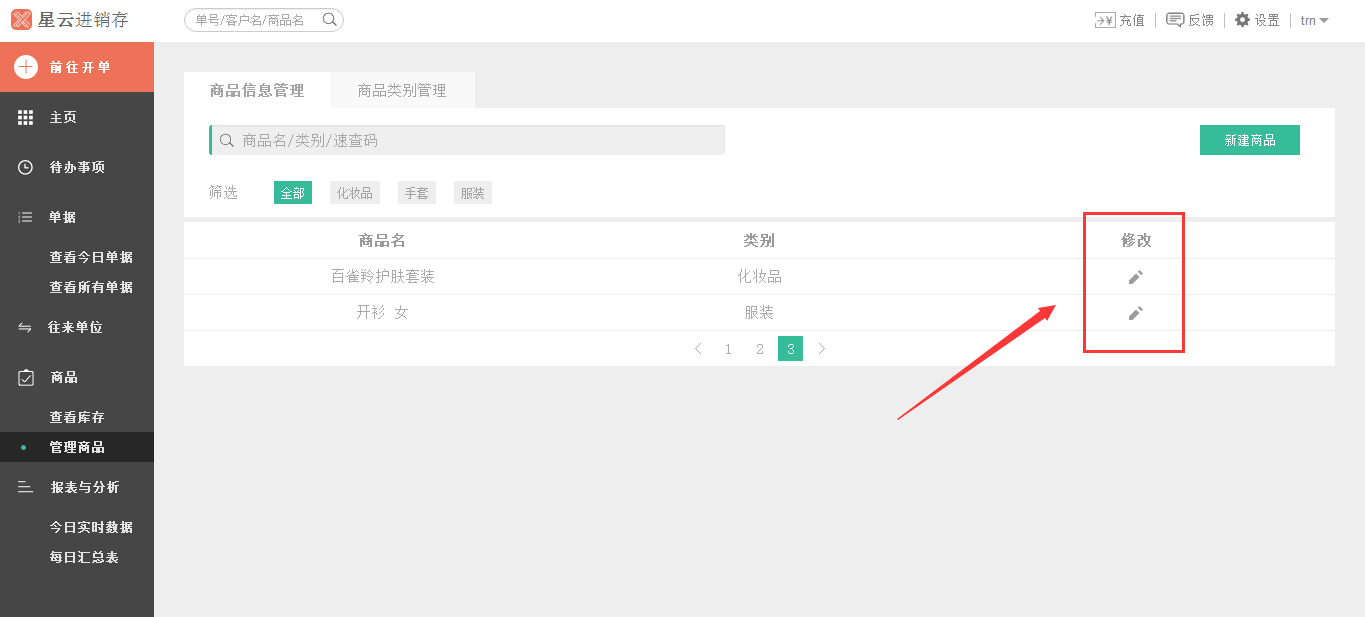 星云进销存
单号/客户名/商品名
充值
反馈
设置
trn
前往开单
主页
待办事项
单据
查看今日单据
查看所有单据
往来单位
商品
查看库存
管理商品
报表与分析
今日实时数据
每日汇总表
商品信息管理
商品类别管理
商品名/类别/速查码
新建商品
筛选 全部 化妆品 手套 服装
商品名 类别 修改
百雀羚护肤套装 化妆品
开衫 女 服装
1 2 3